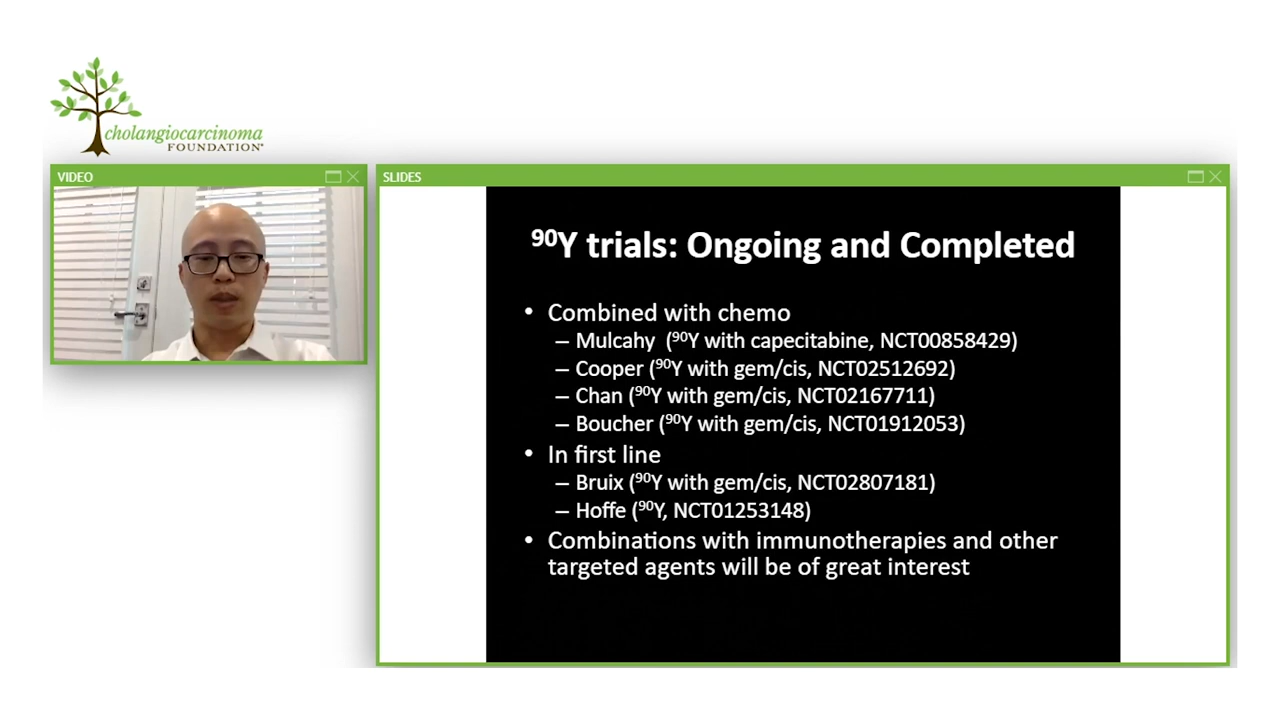 cholangiocarcinoma
FOUNDATION®
VIDEO
SLIDES
⁹⁰Y trials: Ongoing and Completed
• Combined with chemo
– Mulcahy (⁹⁰Y with capecitabine, NCT00858429)
– Cooper (⁹⁰Y with gem/cis, NCT02512692)
– Chan (⁹⁰Y with gem/cis, NCT02167711)
– Boucher (⁹⁰Y with gem/cis, NCT01912053)
• In first line
– Bruix (⁹⁰Y with gem/cis, NCT02807181)
– Hoffe (⁹⁰Y, NCT01253148)
• Combinations with immunotherapies and other
targeted agents will be of great interest